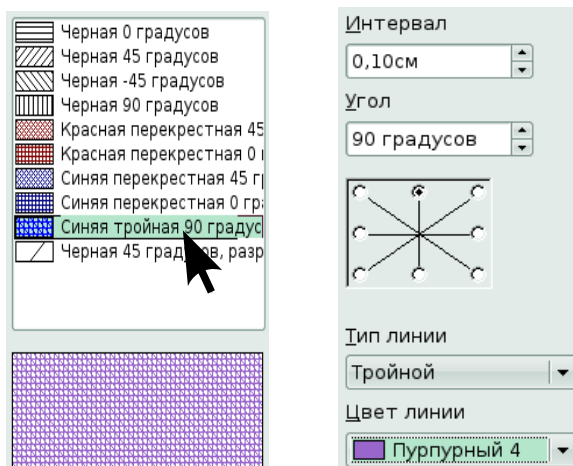 Черная 0 градусов
Черная 45 градусов
Черная -45 градусов
Черная 90 градусов
Красная перекрестная 45
Красная перекрестная 0
Синяя перекрестная 45 г
Синяя перекрестная 0 гр
Синяя тройная 90 градус
Черная 45 градусов, разр
Интервал
0,10см
Угол
90 градусов
Тип линии
Тройной
Цвет линии
Пурпурный 4